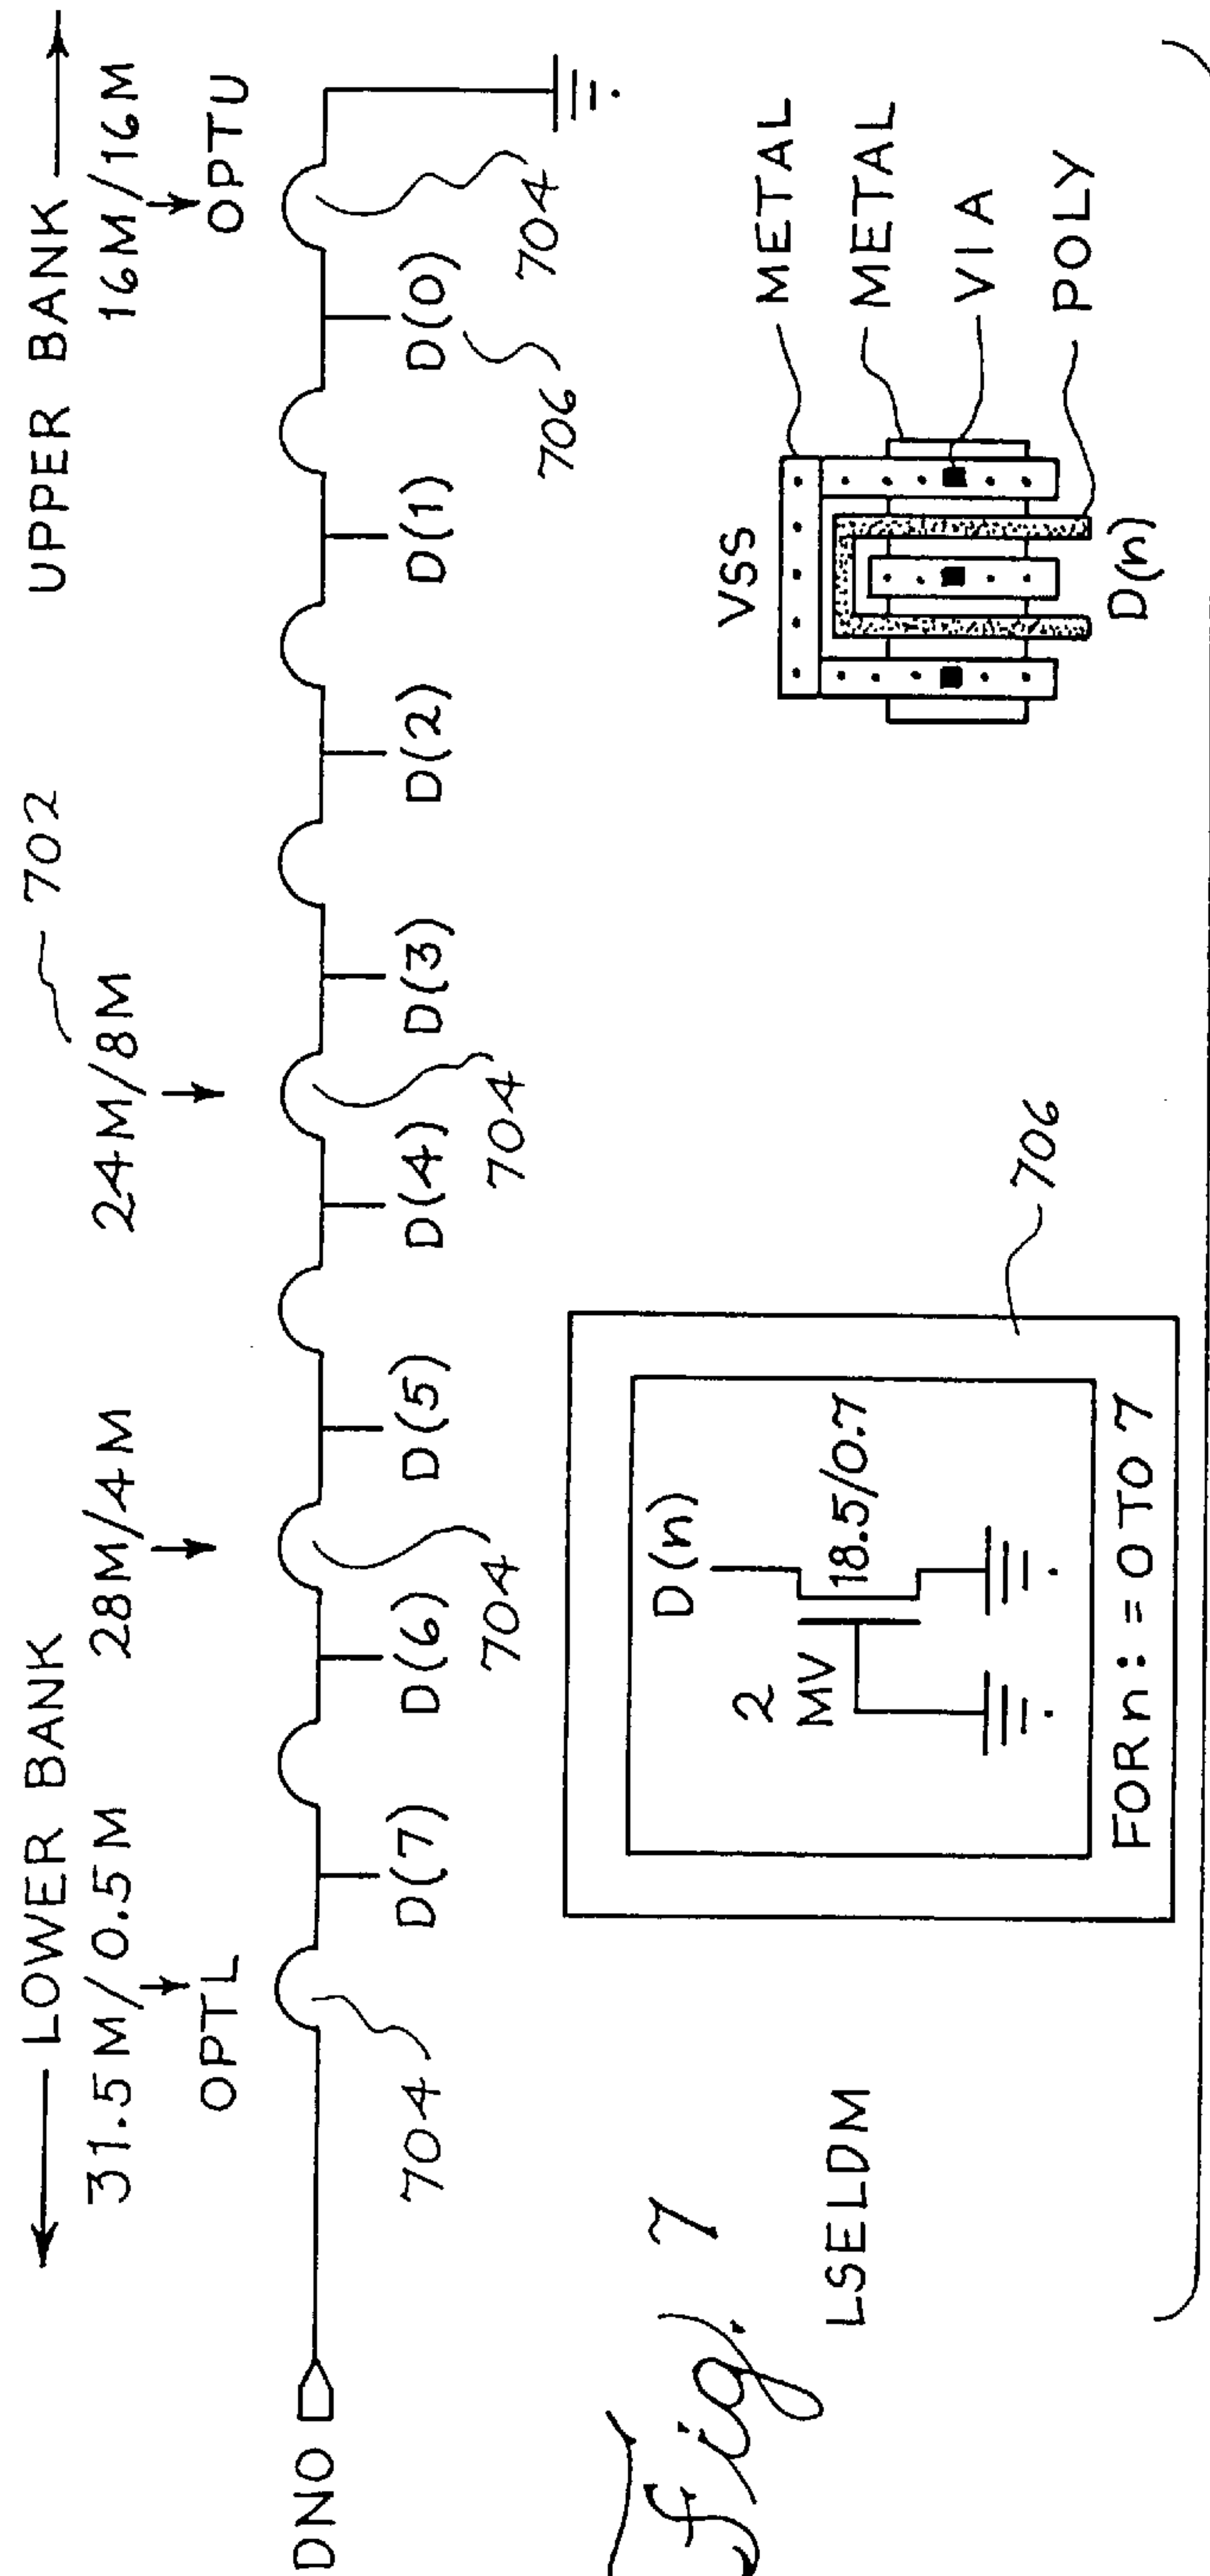 ← LOWER BANK
UPPER BANK →
702
31.5M/0.5M
28M/4M
24M/8M
16M/16M
OPTL
OPTU
DNO
D(7)
D(6)
D(5)
D(4)
D(3)
D(2)
D(1)
D(0)
704
704
704
704
706
Fig. 7
LSELDM
D(n)
2
MV
18.5/0.7
FOR n: = 0 TO 7
706
VSS
METAL
METAL
VIA
POLY
D(n)